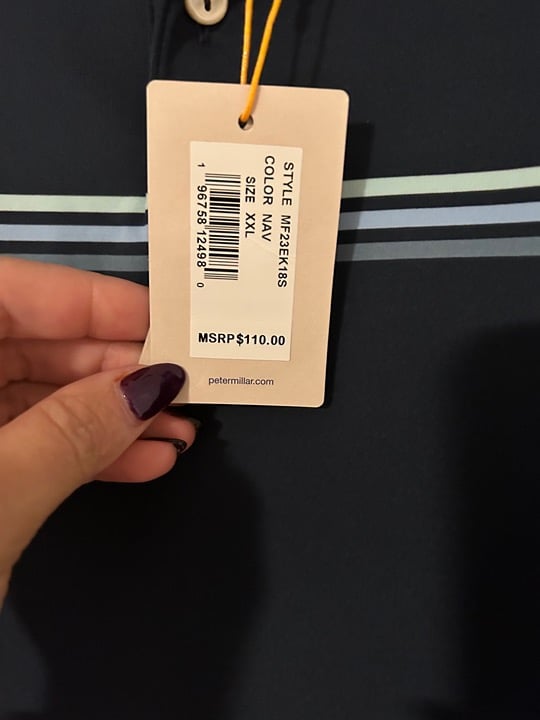 STYLE MF23EK18S
COLOR NAV
SIZE XXL
1 96758 12498 0
MSRP $110.00
petermillar.com